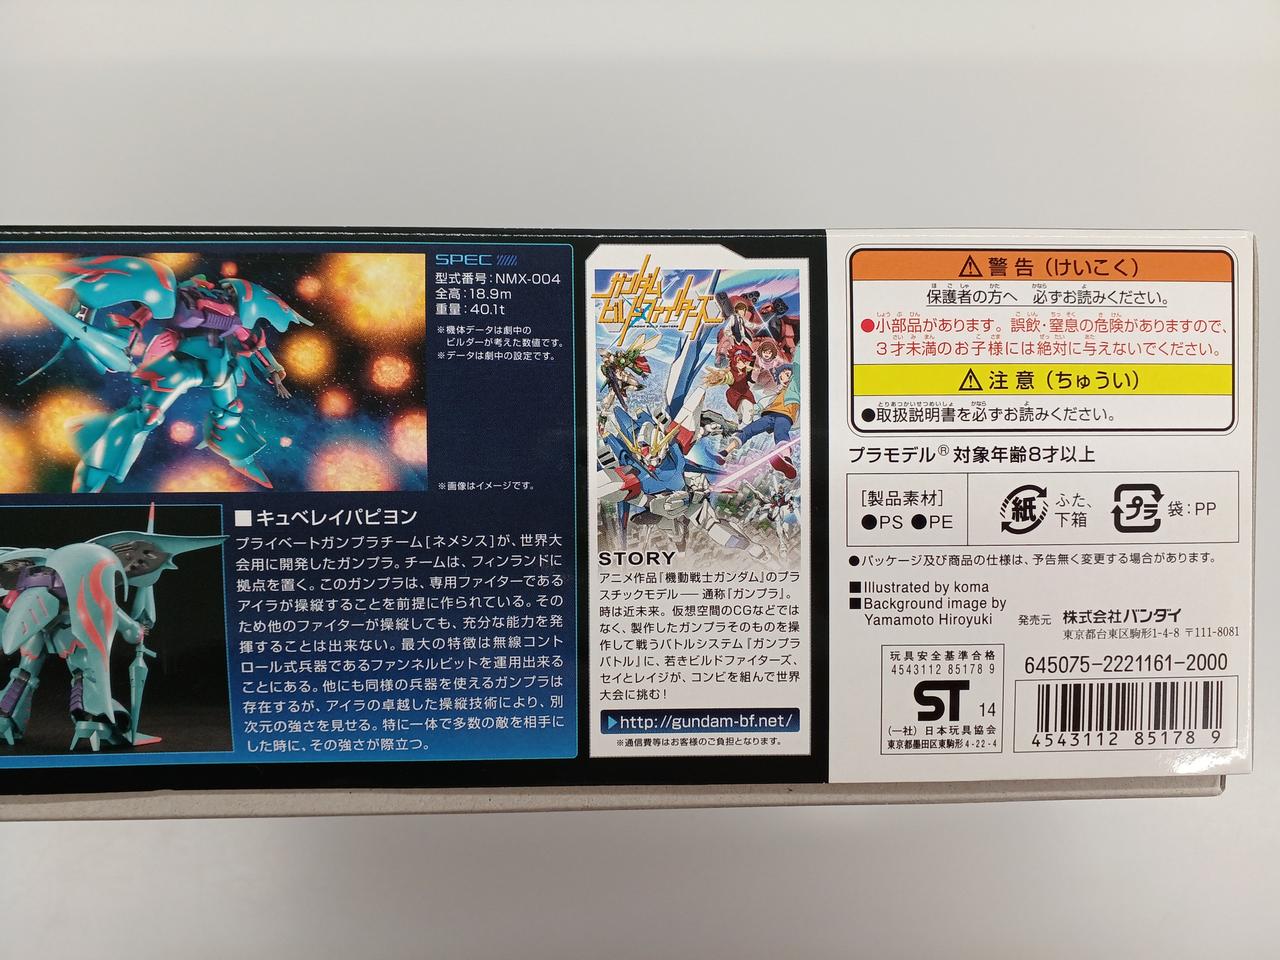 SPEC
型式番号:NMX-004
全高:18.9m
重量:40.1t
※機体データは劇中の
ビルダーが考えた数値です。
※データは劇中の設定です。
※画像はイメージです。
■キュベレイパピヨン
プライベートガンプラチーム[ネメシス]が、世界大
会用に開発したガンプラ。チームは、フィンランドに
拠点を置く。このガンプラは、専用ファイターである
アイラが操縦することを前提に作られている。その
ため他のファイターが操縦しても、充分な能力を発
揮することは出来ない。最大の特徴は無線コント
ロール式兵器であるファンネルビットを運用出来る
ことにある。他にも同様の兵器を使えるガンプラは
存在するが、アイラの卓越した操縦技術により、別
次元の強さを見せる。特に一体で多数の敵を相手に
した時に、その強さが際立つ。
ガンダム
ビルドファイターズ
GUNDAM BUILD FIGHTERS
STORY
アニメ作品『機動戦士ガンダム』のプラ
スチックモデル── 通称『ガンプラ』。
時は近未来。仮想空間のCGなどでは
なく、製作したガンプラそのものを操
作して戦うバトルシステム『ガンプラ
バトル』に、若きビルドファイターズ、
セイとレイジが、コンビを組んで世界
大会に挑む!
http://gundam-bf.net/
※通信費等はお客様のご負担となります。
警告(けいこく)
保護者の方へ 必ずお読みください。
●小部品があります。誤飲・窒息の危険がありますので、
3才未満のお子様には絶対に与えないでください。
注意(ちゅうい)
●取扱説明書を必ずお読みください。
プラモデル® 対象年齢8才以上
[製品素材]
●PS ●PE
紙 ふた、
下箱
プラ 袋:PP
●パッケージ及び商品の仕様は、予告無く変更する場合があります。
■Illustrated by koma
■Background image by
Yamamoto Hiroyuki
発売元 株式会社バンダイ
東京都台東区駒形1-4-8 〒111-8081
玩具安全基準合格
4543112 85178 9
ST 14
(一社)日本玩具協会
東京都墨田区東駒形4-22-4
645075-2221161-2000
4543112 85178 9